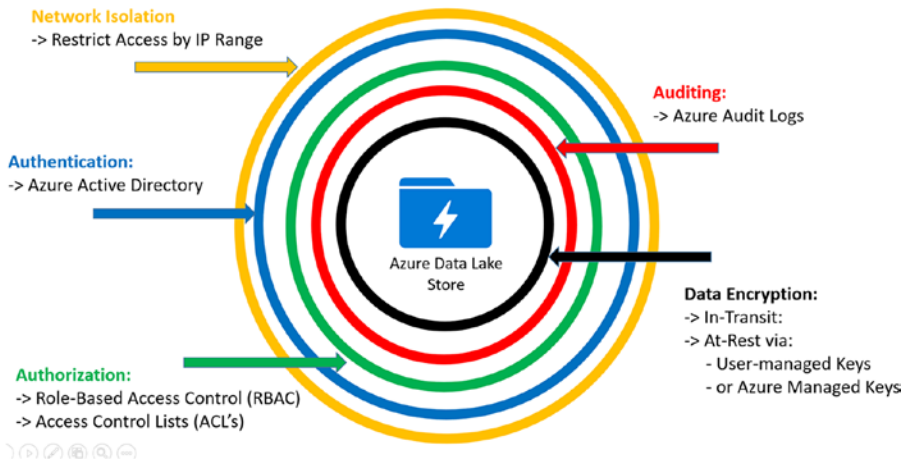 Network Isolation
-> Restrict Access by IP Range
Auditing:
-> Azure Audit Logs
Authentication:
-> Azure Active Directory
Azure Data Lake
Store
Data Encryption:
-> In-Transit:
-> At-Rest via:
- User-managed Keys
- or Azure Managed Keys
Authorization:
-> Role-Based Access Control (RBAC)
-> Access Control Lists (ACL's)